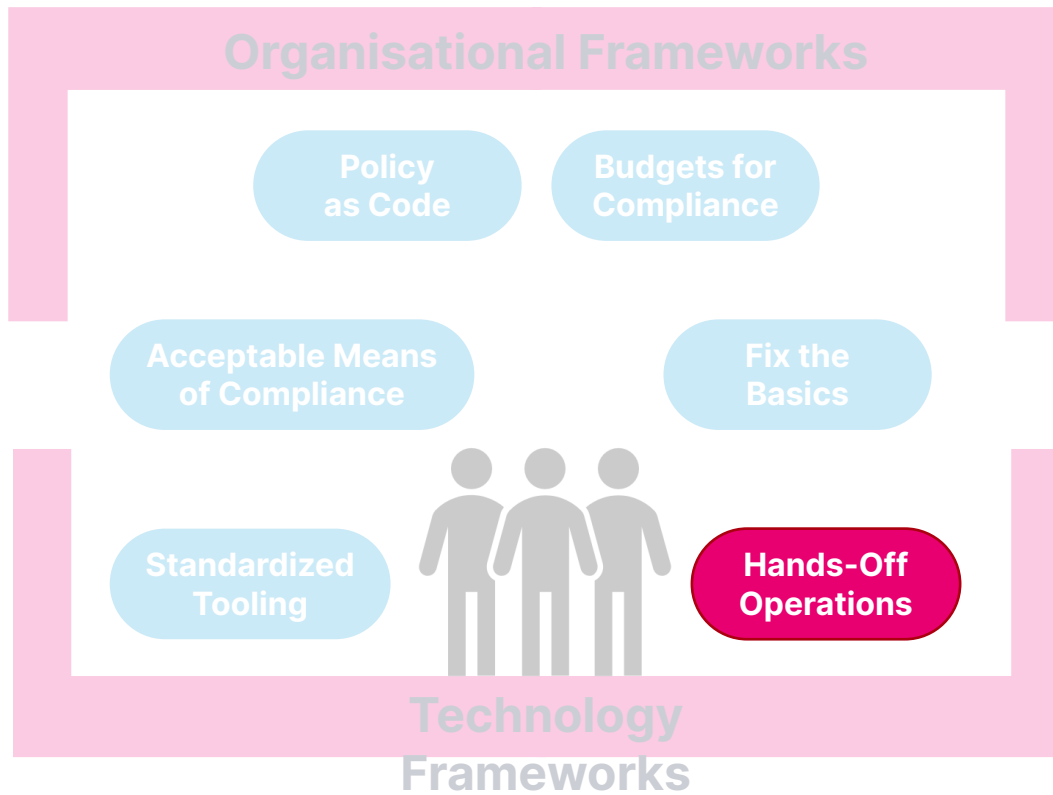 Organisational Frameworks
Policy
as Code
Budgets for
Compliance
Acceptable Means
of Compliance
Fix the
Basics
Standardized
Tooling
Hands-Off
Operations
Technology
Frameworks